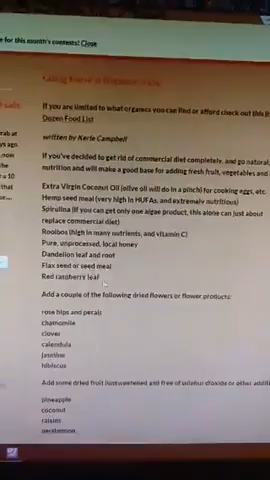 e for this month's contests! Close
If you are limited to what organics you can find or afford check out this
Dozen Food List
written by Kerie Campbell
If you've decided to get rid of commercial diet completely, and go natural,
nutrition and will make a good base for adding fresh fruit, vegetables and
Extra Virgin Coconut Oil (olive oil will do in a pinch) for cooking eggs, etc.
Hemp seed meal (very high in HUFAs, and extremely nutritious)
Spirulina (if you can get only one algae product, this alone can just about
replace commercial diet)
Rooibos (high in many nutrients, and vitamin C)
Pure, unprocessed, local honey
Dandelion leaf and root
Flax seed or seed meal
Red raspberry leaf
Add a couple of the following dried flowers or flower products:
rose hips and petals
chamomile
cloves
calendula
jasmine
hibiscus
Add some dried fruit (unsweetened and free of sulphur dioxide or other additi
pineapple
coconut
raisins